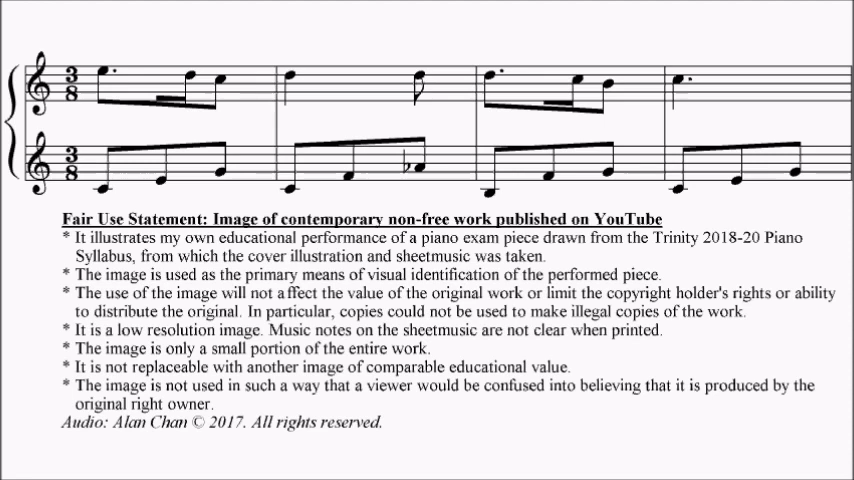 3
8
3
8
Fair Use Statement: Image of contemporary non-free work published on YouTube
* It illustrates my own educational performance of a piano exam piece drawn from the Trinity 2018-20 Piano
Syllabus, from which the cover illustration and sheetmusic was taken.
* The image is used as the primary means of visual identification of the performed piece.
* The use of the image will not affect the value of the original work or limit the copyright holder's rights or ability
to distribute the original. In particular, copies could not be used to make illegal copies of the work.
* It is a low resolution image. Music notes on the sheetmusic are not clear when printed.
* The image is only a small portion of the entire work.
* It is not replaceable with another image of comparable educational value.
* The image is not used in such a way that a viewer would be confused into believing that it is produced by the
original right owner.
Audio: Alan Chan © 2017. All rights reserved.